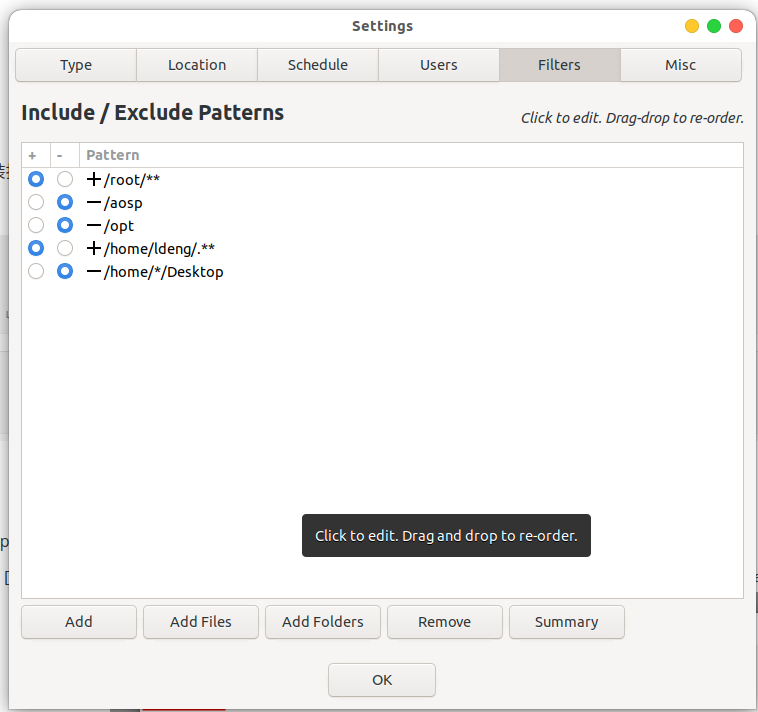 Settings
Type Location Schedule Users Filters Misc
Include / Exclude Patterns
Click to edit. Drag-drop to re-order.
+ - Pattern
+/root/**
−/aosp
−/opt
+/home/ldeng/.**
−/home/*/Desktop
Click to edit. Drag and drop to re-order.
Add Add Files Add Folders Remove Summary
OK